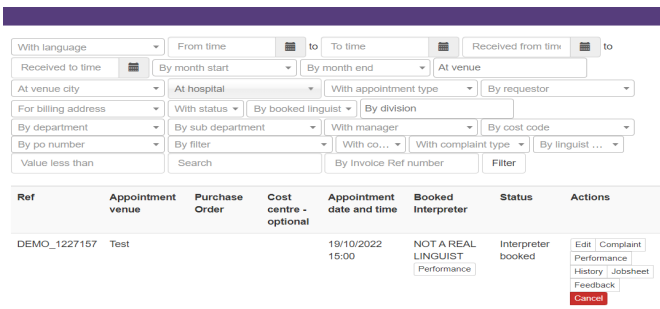 With language From time to To time Received from time to
Received to time By month start By month end At venue
At venue city At hospital With appointment type By requestor
For billing address With status By booked linguist By division
By department By sub department With manager By cost code
By po number By filter With co... With complaint type By linguist ...
Value less than Search By Invoice Ref number Filter
Ref Appointment Purchase Cost Appointment Booked Status Actions
venue Order centre - date and time Interpreter
optional
DEMO_1227157 Test 19/10/2022 NOT A REAL Interpreter Edit Complaint
15:00 LINGUIST booked Performance
Performance History Jobsheet
Feedback
Cancel